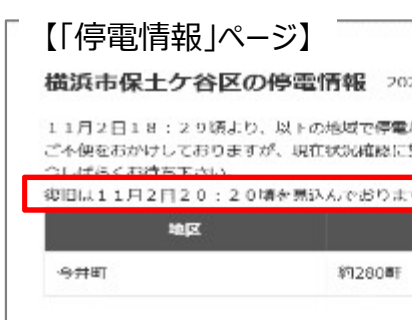 【｢停電情報｣ページ】
横浜市保土ケ谷区の停電情報 202
11月2日18：29頃より、以下の地域で停電
ご不便をおかけしておりますが、現在状況確認に
今しばらくお待ち下さい
復旧は11月2日20：20頃を見込んでおります
地区
今井町 約280軒